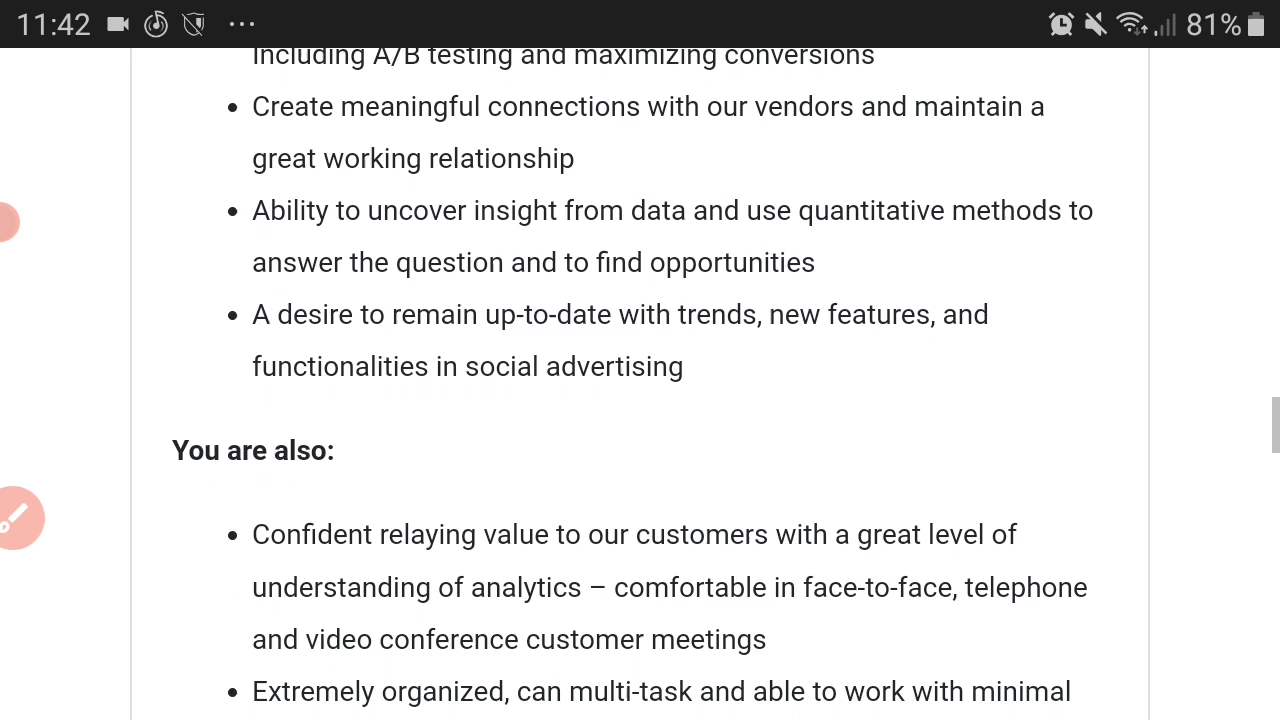 11:42 ... 81%
Including A/B testing and maximizing conversions
• Create meaningful connections with our vendors and maintain a
great working relationship
• Ability to uncover insight from data and use quantitative methods to
answer the question and to find opportunities
• A desire to remain up-to-date with trends, new features, and
functionalities in social advertising
You are also:
• Confident relaying value to our customers with a great level of
understanding of analytics – comfortable in face-to-face, telephone
and video conference customer meetings
• Extremely organized, can multi-task and able to work with minimal